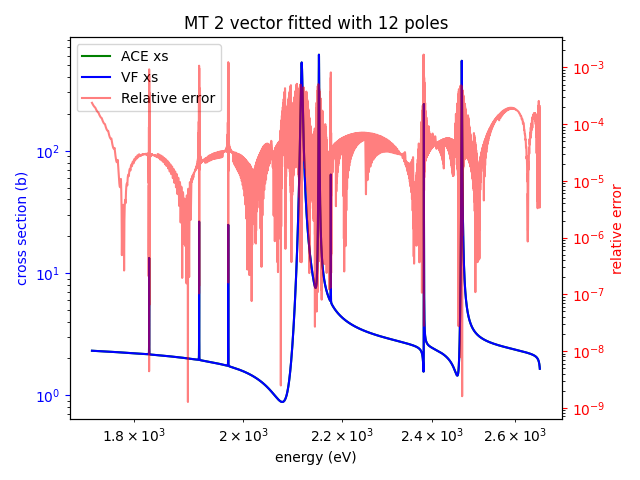 MT 2 vector fitted with 12 poles
ACE xs
VF xs
Relative error
cross section (b)
10²
10¹
10⁰
10⁻³
10⁻⁴
10⁻⁵
10⁻⁶
10⁻⁷
10⁻⁸
10⁻⁹
relative error
1.8 × 10³
2 × 10³
2.2 × 10³
2.4 × 10³
2.6 × 10³
energy (eV)